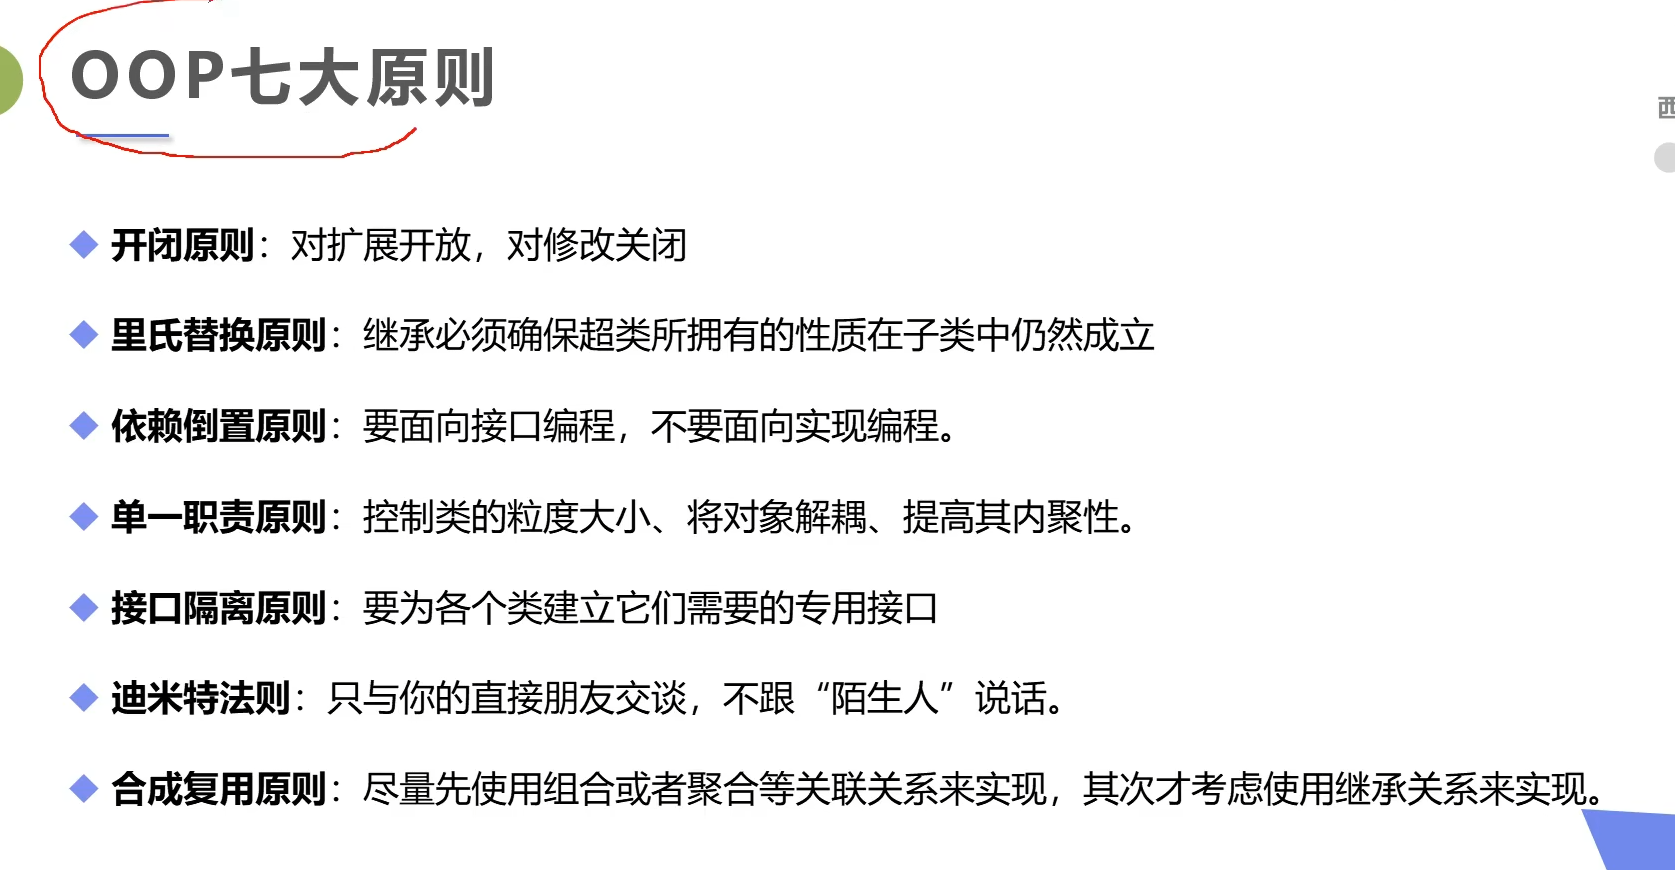 OOP七大原则
西
开闭原则：对扩展开放，对修改关闭
里氏替换原则：继承必须确保超类所拥有的性质在子类中仍然成立
依赖倒置原则：要面向接口编程，不要面向实现编程。
单一职责原则：控制类的粒度大小、将对象解耦、提高其内聚性。
接口隔离原则：要为各个类建立它们需要的专用接口
迪米特法则：只与你的直接朋友交谈，不跟“陌生人”说话。
合成复用原则：尽量先使用组合或者聚合等关联关系来实现，其次才考虑使用继承关系来实现。